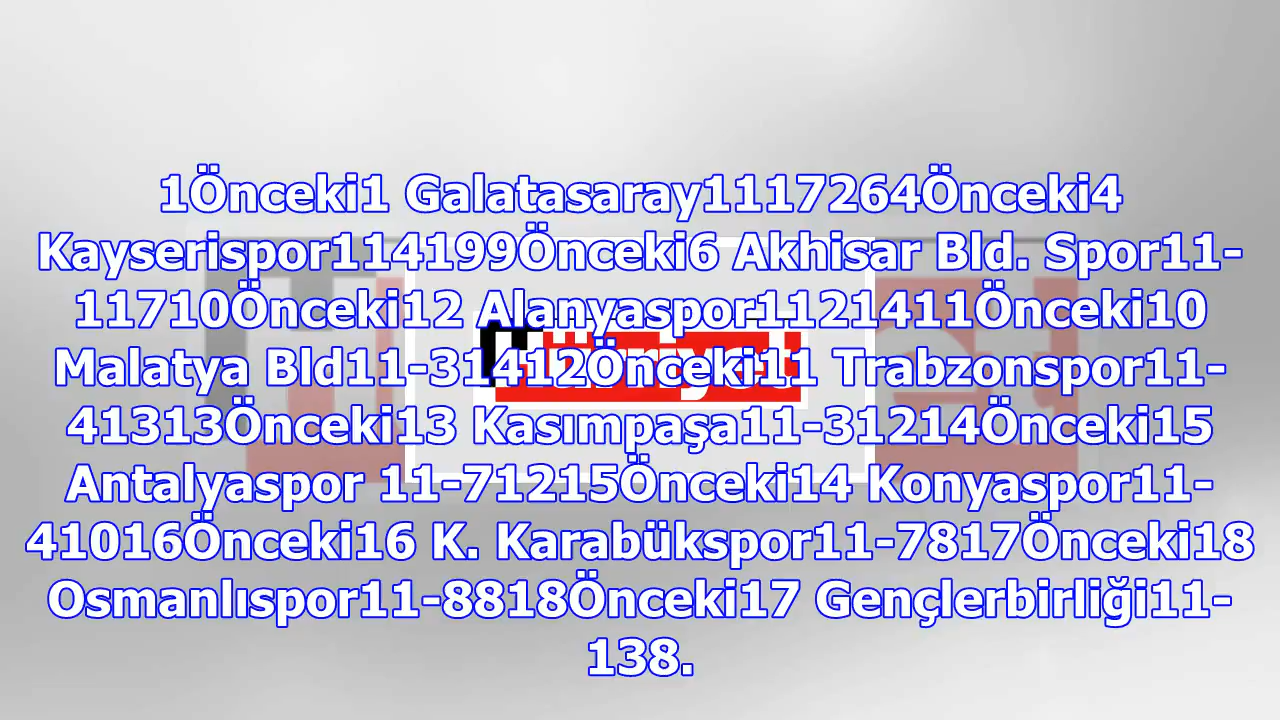 1Önceki1 Galatasaray1117264Önceki4
Kayserispor114199Önceki6 Akhisar Bld. Spor11-
11710Önceki12 Alanyaspor1121411Önceki10
Malatya Bld11-31412Önceki11 Trabzonspor11-
41313Önceki13 Kasımpaşa11-31214Önceki15
Antalyaspor 11-71215Önceki14 Konyaspor11-
41016Önceki16 K. Karabükspor11-7817Önceki18
Osmanlıspor11-8818Önceki17 Gençlerbirliği11-
138.